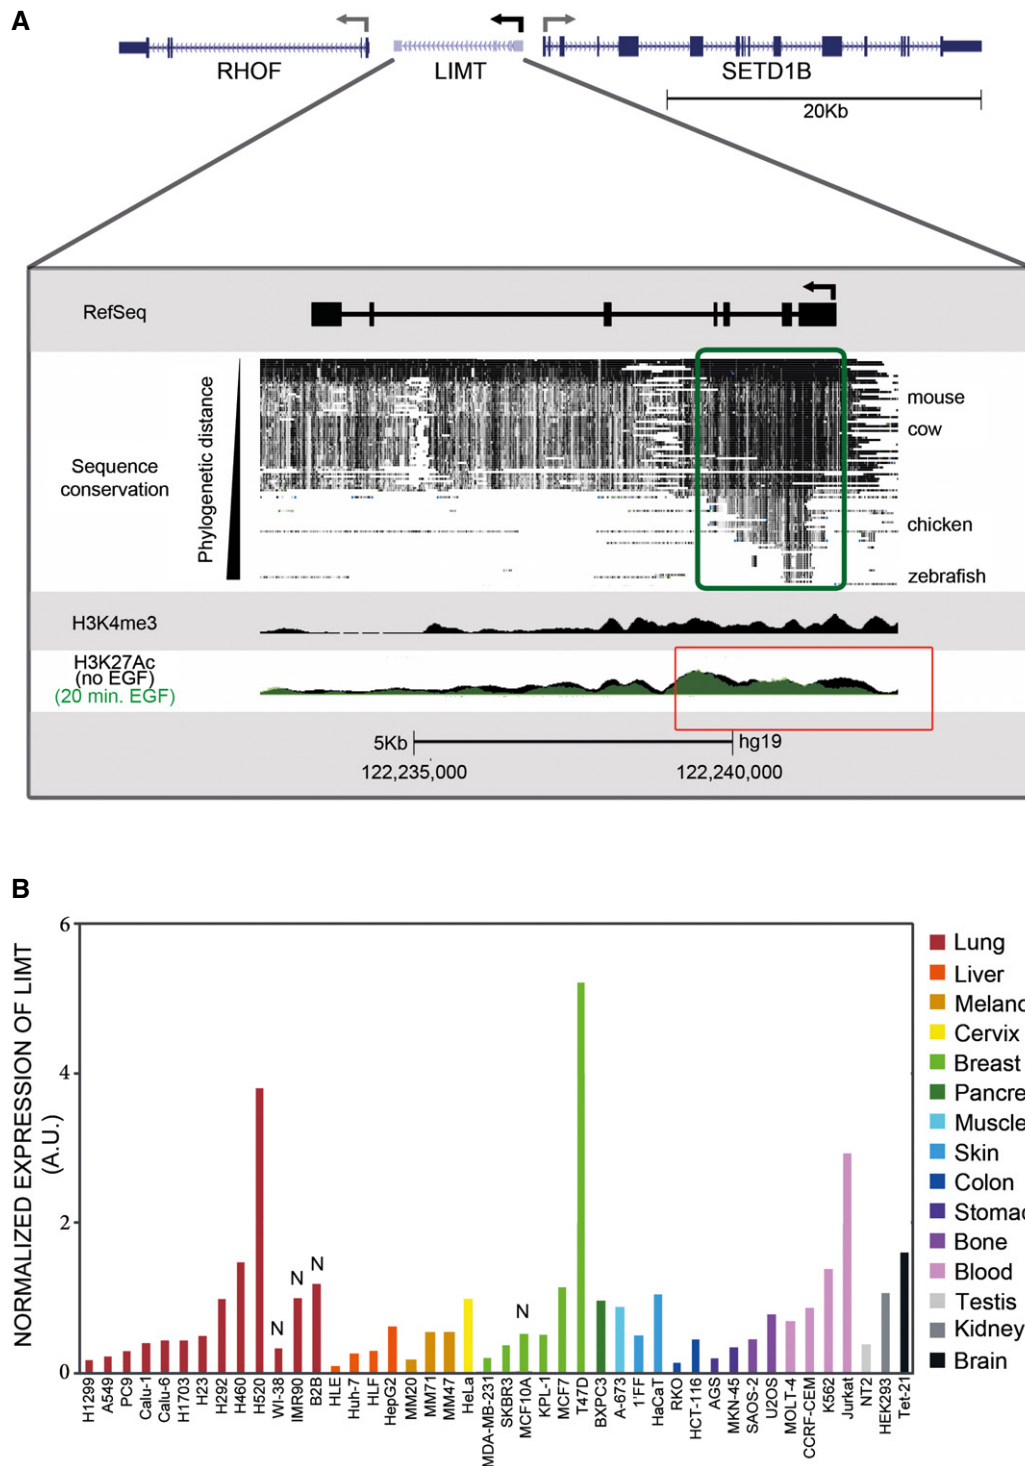 A
RHOF
LIMT
SETD1B
20Kb
RefSeq
Sequence
conservation
Phylogenetic distance
mouse
cow
chicken
zebrafish
H3K4me3
H3K27Ac
(no EGF)
(20 min. EGF)
5Kb
hg19
122,235,000
122,240,000
B
NORMALIZED EXPRESSION OF LIMT
(A.U.)
6
4
2
0
N
N
N
N
H1299
A549
PC9
Calu-1
Calu-6
H1703
H23
H292
H460
H520
WI-38
IMR90
B2B
HLE
Huh-7
HLF
HepG2
MM20
MM71
MM47
HeLa
MDA-MB-231
SKBR3
MCF10A
KPL-1
MCF7
T47D
BXPC3
A-673
1'FF
HaCaT
RKO
HCT-116
AGS
MKN-45
SAOS-2
U2OS
MOLT-4
CCRF-CEM
K562
Jurkat
NT2
HEK293
Tet-21
Lung
Liver
Melano
Cervix
Breast
Pancre
Muscle
Skin
Colon
Stomac
Bone
Blood
Testis
Kidney
Brain